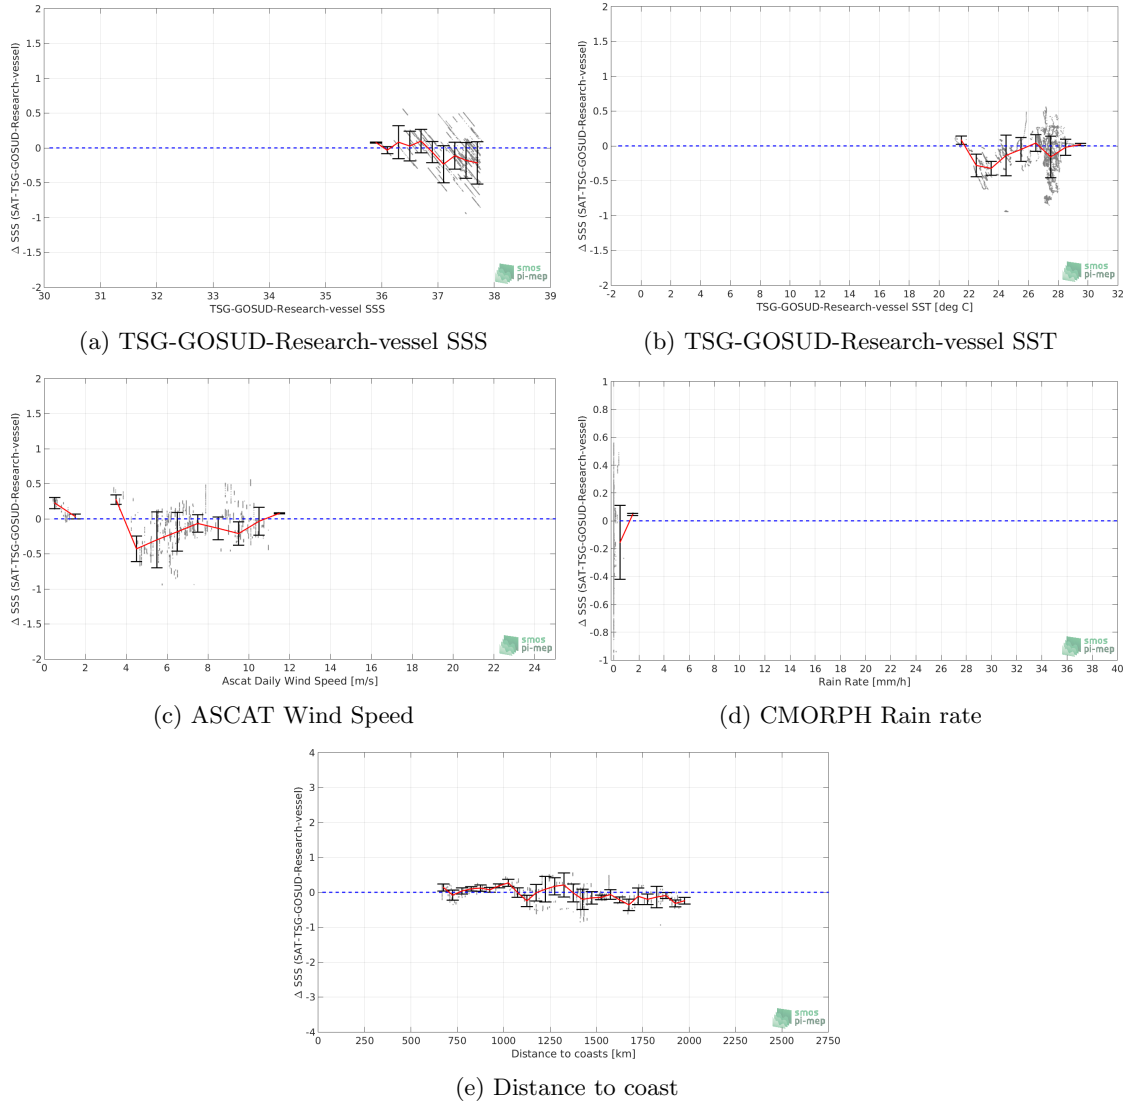 2
1.5
1
0.5
0
-0.5
-1
-1.5
-2
Δ SSS (SAT-TSG-GOSUD-Research-vessel)
30 31 32 33 34 35 36 37 38 39
TSG-GOSUD-Research-vessel SSS
smos
pi-mep
(a) TSG-GOSUD-Research-vessel SSS
2
1.5
1
0.5
0
-0.5
-1
-1.5
-2
Δ SSS (SAT-TSG-GOSUD-Research-vessel)
-2 0 2 4 6 8 10 12 14 16 18 20 22 24 26 28 30 32
TSG-GOSUD-Research-vessel SST [deg C]
smos
pi-mep
(b) TSG-GOSUD-Research-vessel SST
2
1.5
1
0.5
0
-0.5
-1
-1.5
-2
Δ SSS (SAT-TSG-GOSUD-Research-vessel)
0 2 4 6 8 10 12 14 16 18 20 22 24
Ascat Daily Wind Speed [m/s]
smos
pi-mep
(c) ASCAT Wind Speed
1
0.8
0.6
0.4
0.2
0
-0.2
-0.4
-0.6
-0.8
-1
Δ SSS (SAT-TSG-GOSUD-Research-vessel)
0 2 4 6 8 10 12 14 16 18 20 22 24 26 28 30 32 34 36 38 40
Rain Rate [mm/h]
smos
pi-mep
(d) CMORPH Rain rate
4
3
2
1
0
-1
-2
-3
-4
Δ SSS (SAT-TSG-GOSUD-Research-vessel)
0 250 500 750 1000 1250 1500 1750 2000 2250 2500 2750
Distance to coasts [km]
smos
pi-mep
(e) Distance to coast